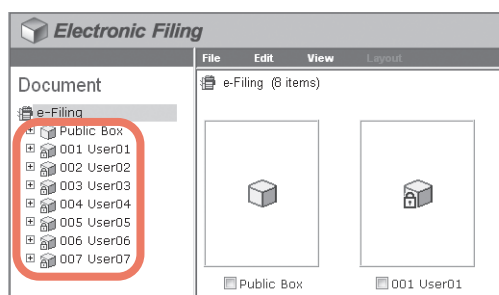 Electronic Filing
File Edit View Layout
Document
e-Filing (8 items)
e-Filing
Public Box
001 User01
002 User02
003 User03
004 User04
005 User05
006 User06
007 User07
Public Box
001 User01